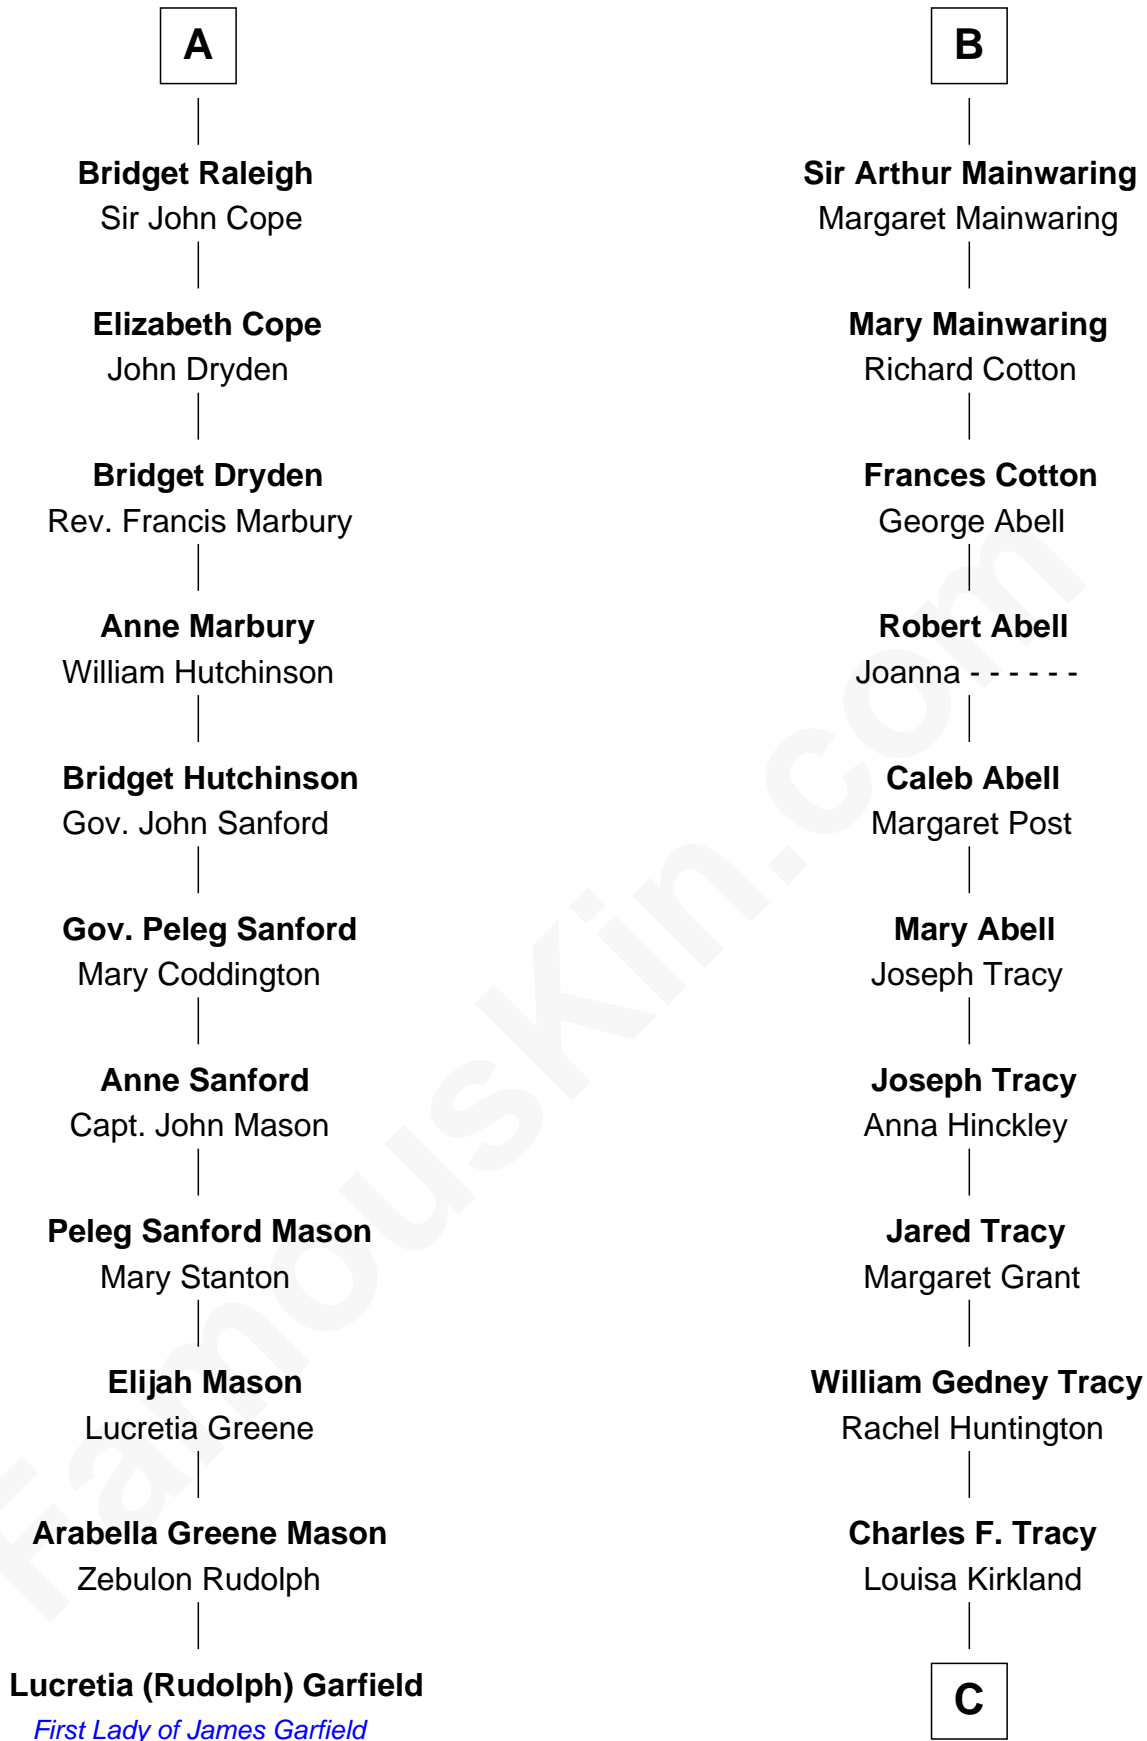 A
Bridget Raleigh
Sir John Cope
Elizabeth Cope
John Dryden
Bridget Dryden
Rev. Francis Marbury
Anne Marbury
William Hutchinson
Bridget Hutchinson
Gov. John Sanford
Gov. Peleg Sanford
Mary Coddington
Anne Sanford
Capt. John Mason
Peleg Sanford Mason
Mary Stanton
Elijah Mason
Lucretia Greene
Arabella Greene Mason
Zebulon Rudolph
Lucretia (Rudolph) Garfield
First Lady of James Garfield
B
Sir Arthur Mainwaring
Margaret Mainwaring
Mary Mainwaring
Richard Cotton
Frances Cotton
George Abell
Robert Abell
Joanna - - - - - -
Caleb Abell
Margaret Post
Mary Abell
Joseph Tracy
Joseph Tracy
Anna Hinckley
Jared Tracy
Margaret Grant
William Gedney Tracy
Rachel Huntington
Charles F. Tracy
Louisa Kirkland
C
FamousKin.com